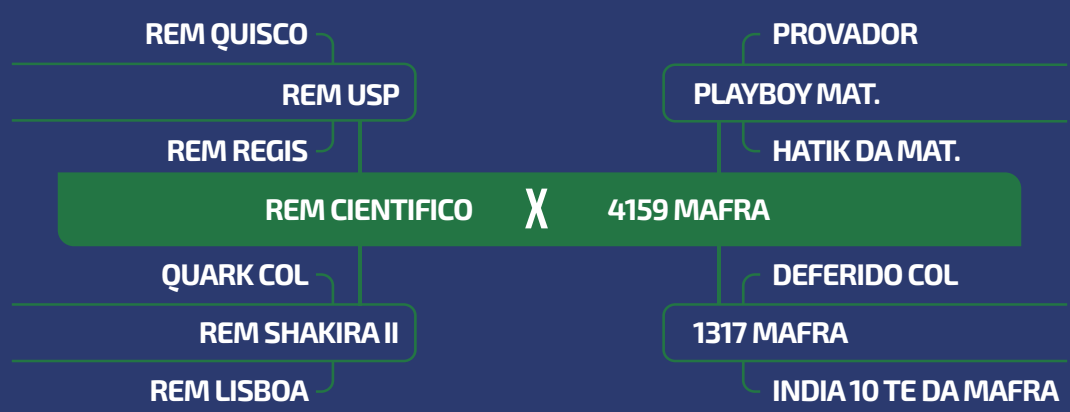 REM QUISCO
PROVADOR
REM USP
PLAYBOY MAT.
REM REGIS
HATIK DA MAT.
REM CIENTIFICO X 4159 MAFRA
QUARK COL
DEFERIDO COL
REM SHAKIRA II
1317 MAFRA
REM LISBOA
INDIA 10 TE DA MAFRA